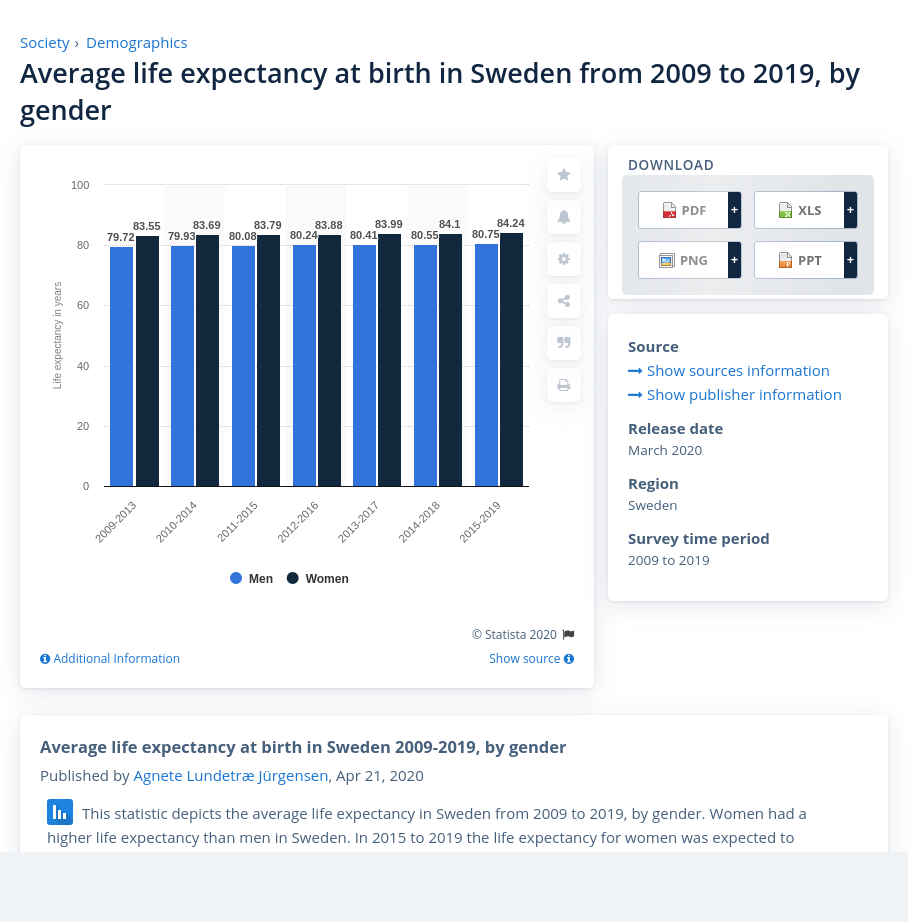 Society › Demographics
Average life expectancy at birth in Sweden from 2009 to 2019, by
gender
Life expectancy in years
100
80
60
40
20
0
79.72
83.55
79.93
83.69
80.08
83.79
80.24
83.88
80.41
83.99
80.55
84.1
80.75
84.24
2009-2013
2010-2014
2011-2015
2012-2016
2013-2017
2014-2018
2015-2019
Men Women
© Statista 2020
Additional Information
Show source
DOWNLOAD
PDF + XLS +
PNG + PPT +
Source
Show sources information
Show publisher information
Release date
March 2020
Region
Sweden
Survey time period
2009 to 2019
Average life expectancy at birth in Sweden 2009-2019, by gender
Published by Agnete Lundetræ Jürgensen, Apr 21, 2020
This statistic depicts the average life expectancy in Sweden from 2009 to 2019, by gender. Women had a
higher life expectancy than men in Sweden. In 2015 to 2019 the life expectancy for women was expected to